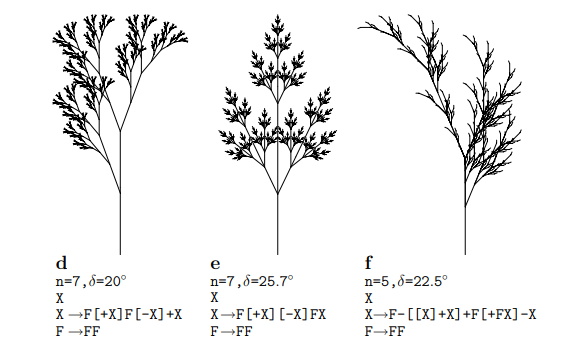 d
n=7,δ=20°
X
X→F[+X]F[-X]+X
F→FF
e
n=7,δ=25.7°
X
X→F[+X][-X]FX
F→FF
f
n=5,δ=22.5°
X
X→F-[[X]+X]+F[+FX]-X
F→FF